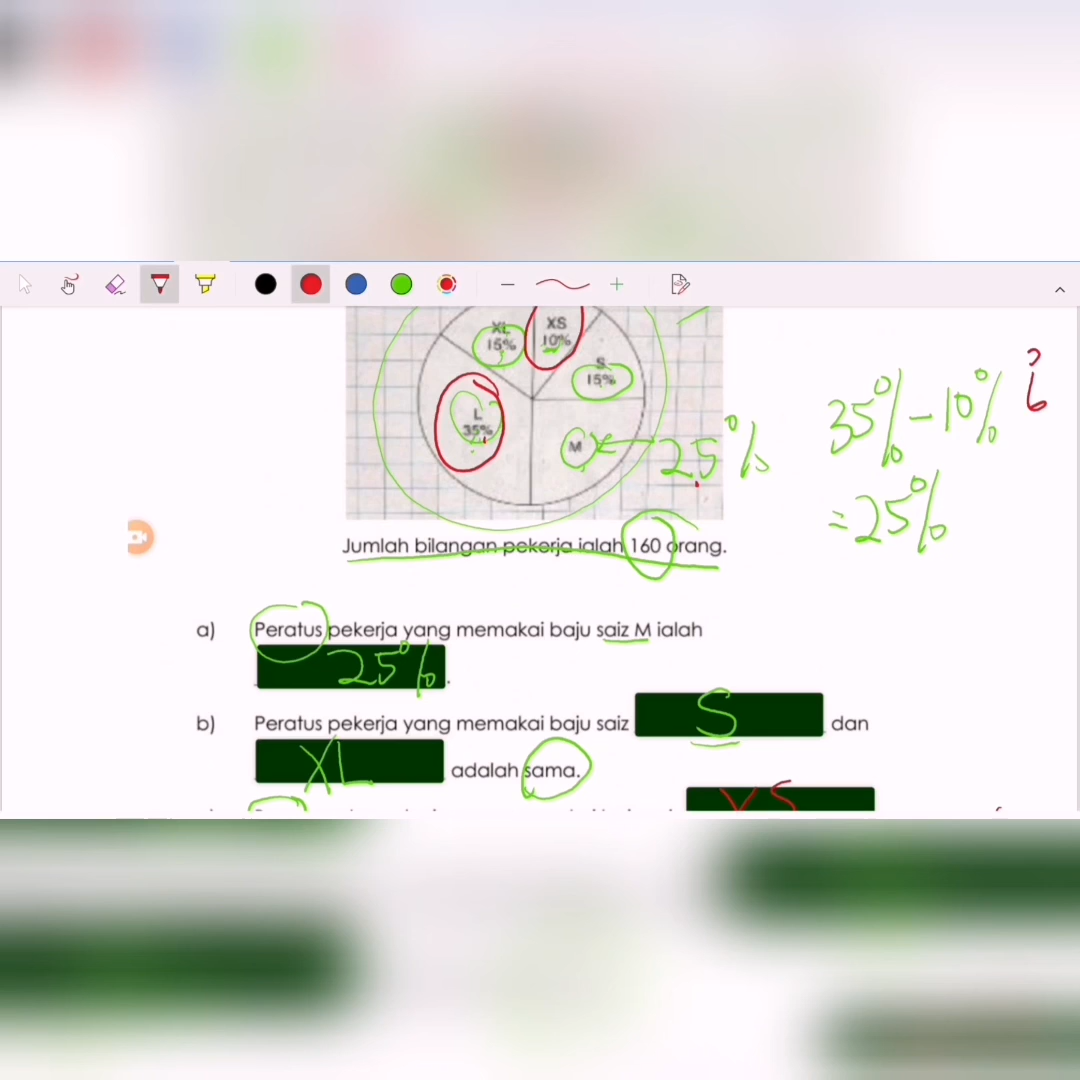 XL 15%
XS 10%
S 15%
L 35%
M
25%
35% - 10%
= 25%
Jumlah bilangan pekerja ialah 160 orang.
a) Peratus pekerja yang memakai baju saiz M ialah
25% .
b) Peratus pekerja yang memakai baju saiz S dan
XL adalah sama.
XS